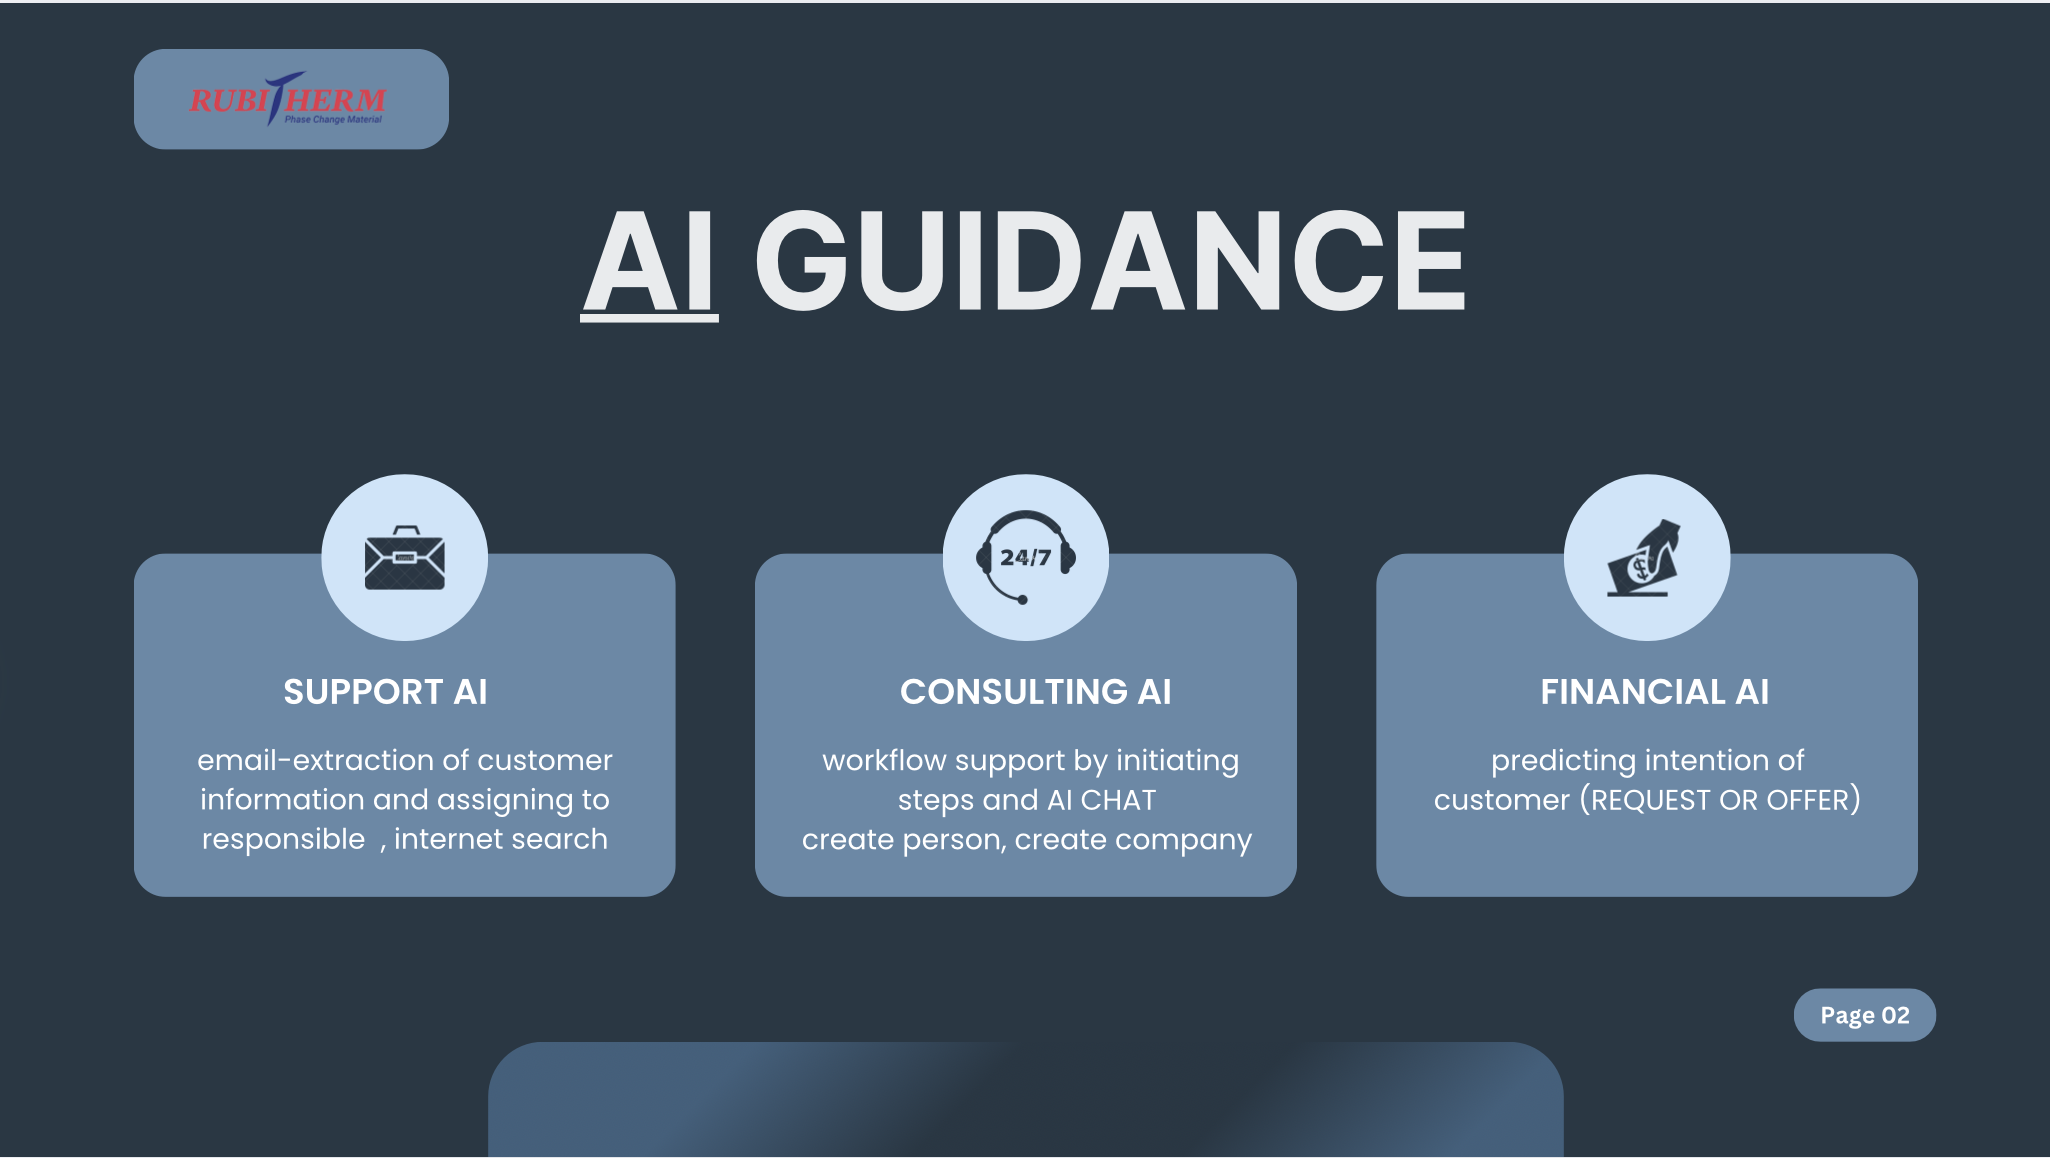 RUBITHERM
Phase Change Material
AI GUIDANCE
24/7
SUPPORT AI
email-extraction of customer
information and assigning to
responsible  , internet search
CONSULTING AI
workflow support by initiating
steps and AI CHAT
create person, create company
$
FINANCIAL AI
predicting intention of
customer (REQUEST OR OFFER)
Page 02